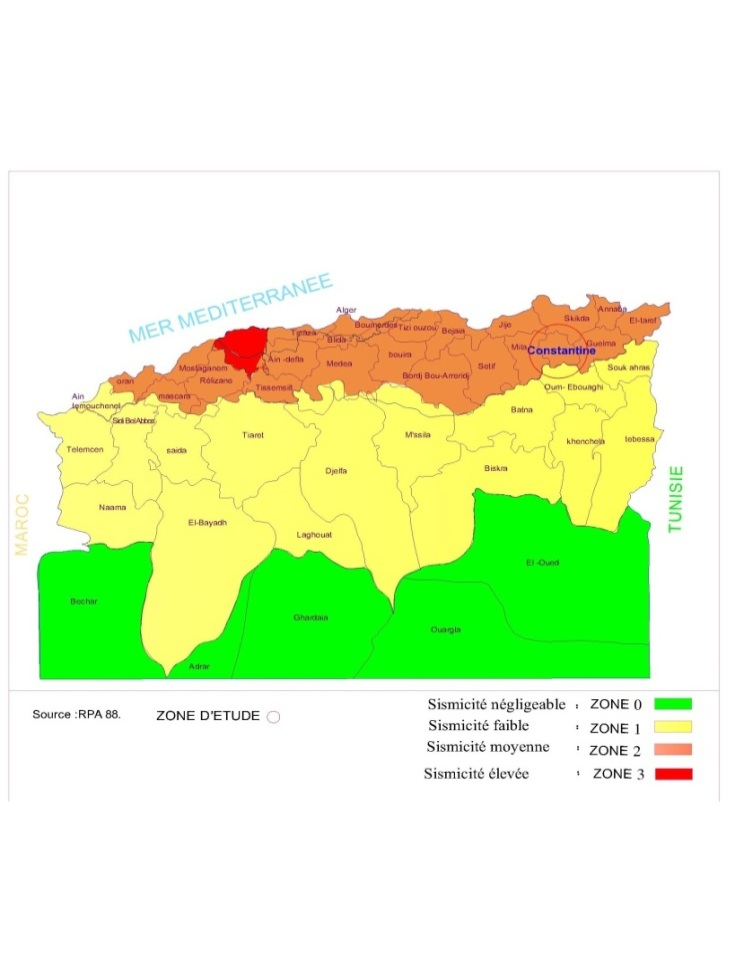 MER MEDITERRANEE
Alger
Annaba
Skikda
El-taref
Boumerdes
Tizi ouzou
Bejaia
Jije
Tipaza
Blida
Mila
Constantine
Guelma
bouira
Ain -defla
Medea
Setif
Mostaganem
Bordj Bou-Arreridj
Souk ahras
oran
Rélizane
Tissemsilt
Oum- Ebouaghi
mascara
Ain
temouchenet
Batna
Sidi Bel Abbes
Tiaret
M'ssila
khenchela
tebessa
Telemcen
saida
Djelfa
Biskra
MAROC
TUNISIE
Naama
El-Bayadh
Laghouat
El -Oued
Bechar
Ghardaia
Ouargla
Adrar
Source :RPA 88.
ZONE D'ETUDE
Sismicité négligeable : ZONE 0
Sismicité faible : ZONE 1
Sismicité moyenne : ZONE 2
Sismicité élevée : ZONE 3